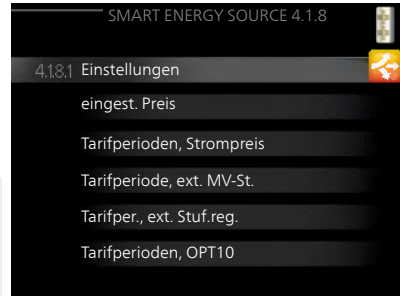 SMART ENERGY SOURCE 4.1.8
4.1.8.1 Einstellungen
eingest. Preis
Tarifperioden, Strompreis
Tarifperiode, ext. MV-St.
Tarifper., ext. Stuf.reg.
Tarifperioden, OPT10